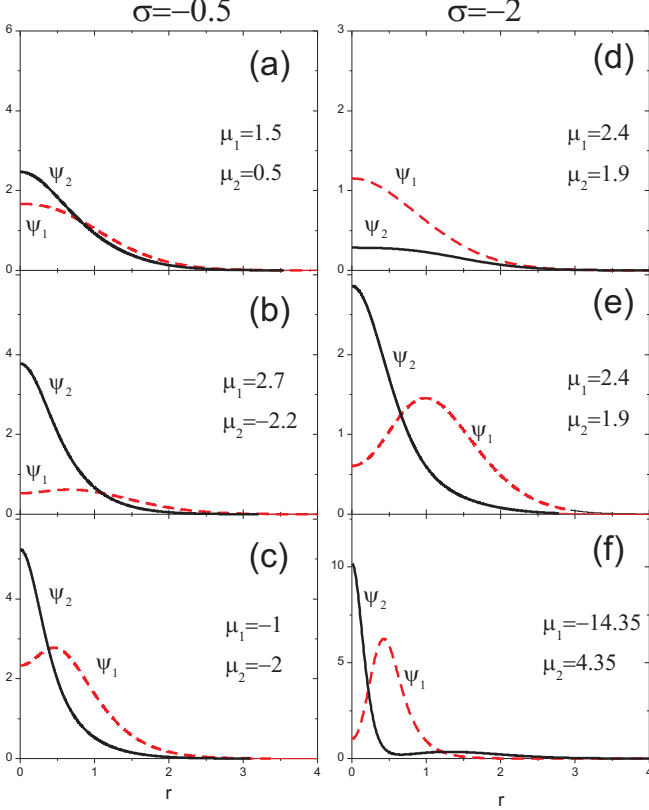 σ=−0.5
σ=−2
6
4
2
0
(a)
μ1=1.5
μ2=0.5
ψ2
ψ1
3
2
1
0
(d)
μ1=2.4
μ2=1.9
ψ1
ψ2
4
2
0
(b)
μ1=2.7
μ2=−2.2
ψ2
ψ1
2
1
0
(e)
μ1=2.4
μ2=1.9
ψ2
ψ1
4
2
0
(c)
μ1=−1
μ2=−2
ψ2
ψ1
0 1 2 3 4
r
10
5
0
(f)
μ1=−14.35
μ2=4.35
ψ2
ψ1
0 1 2 3 4
r